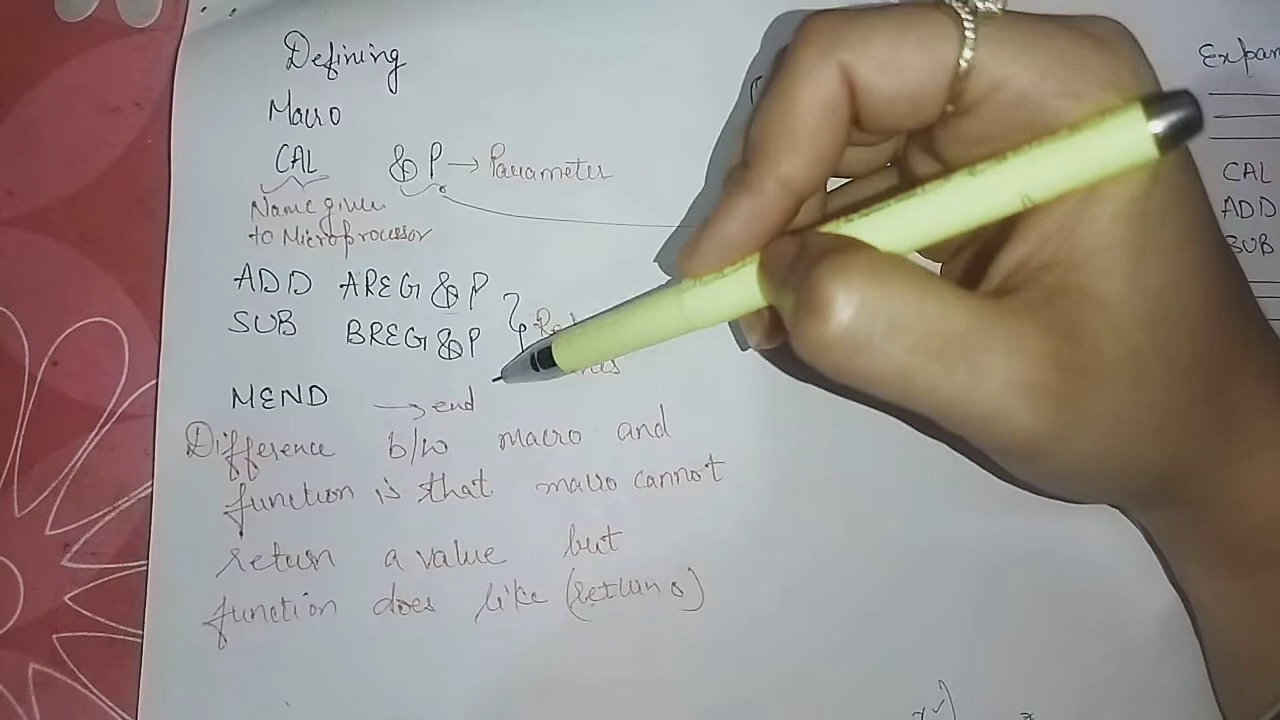 Defining
Macro
CAL &P → Parameter
Name given
to Microprocessor
ADD AREG &P
SUB BREG &P
MEND → end
Difference b/w macro and
function is that macro cannot
return a value but
function does like (return 0)
CAL
ADD
SUB